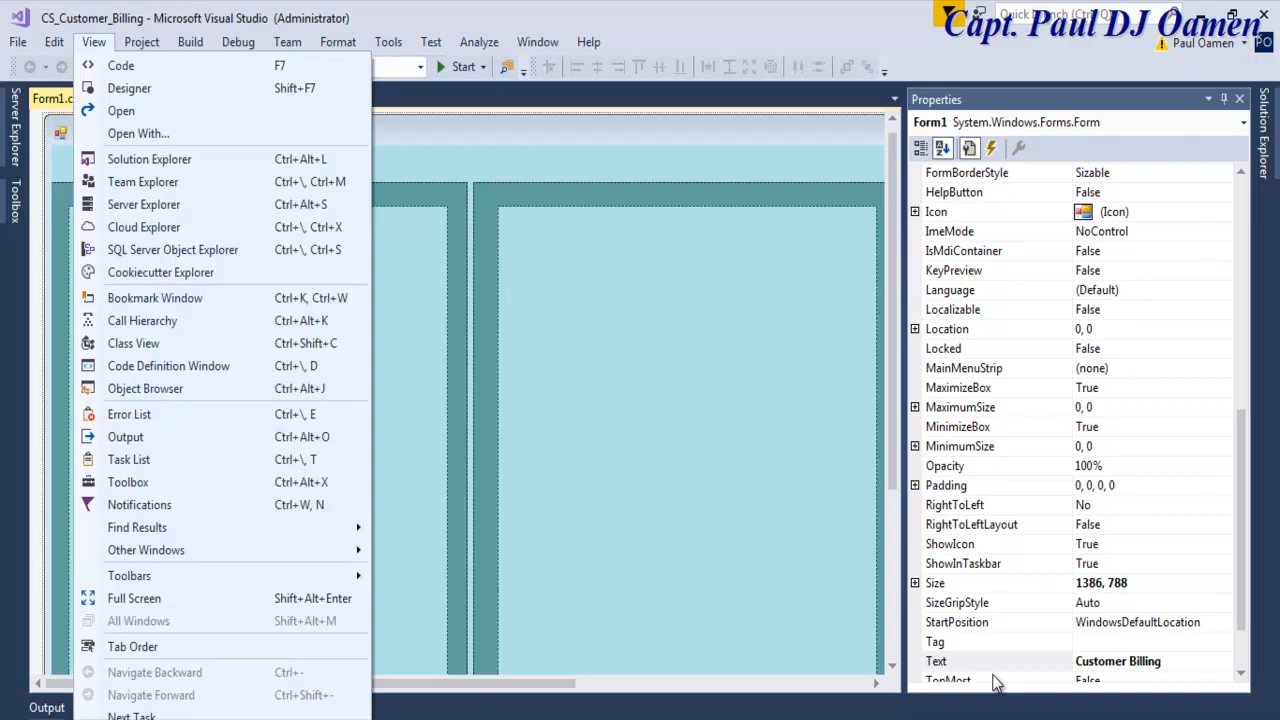 CS_Customer_Billing - Microsoft Visual Studio (Administrator)
Quick Launch (Ctrl+Q)
Capt. Paul DJ Oamen
File Edit View Project Build Debug Team Format Tools Test Analyze Window Help
Paul Oamen PO
Start
Server Explorer
Toolbox
Solution Explorer
Form1.c
Code F7
Designer Shift+F7
Open
Open With...
Solution Explorer Ctrl+Alt+L
Team Explorer Ctrl+\, Ctrl+M
Server Explorer Ctrl+Alt+S
Cloud Explorer Ctrl+\, Ctrl+X
SQL Server Object Explorer Ctrl+\, Ctrl+S
Cookiecutter Explorer
Bookmark Window Ctrl+K, Ctrl+W
Call Hierarchy Ctrl+Alt+K
Class View Ctrl+Shift+C
Code Definition Window Ctrl+\, D
Object Browser Ctrl+Alt+J
Error List Ctrl+\, E
Output Ctrl+Alt+O
Task List Ctrl+\, T
Toolbox Ctrl+Alt+X
Notifications Ctrl+W, N
Find Results
Other Windows
Toolbars
Full Screen Shift+Alt+Enter
All Windows Shift+Alt+M
Tab Order
Navigate Backward Ctrl+-
Navigate Forward Ctrl+Shift+-
Next Task
Properties
Form1 System.Windows.Forms.Form
FormBorderStyle Sizable
HelpButton False
Icon (Icon)
ImeMode NoControl
IsMdiContainer False
KeyPreview False
Language (Default)
Localizable False
Location 0, 0
Locked False
MainMenuStrip (none)
MaximizeBox True
MaximumSize 0, 0
MinimizeBox True
MinimumSize 0, 0
Opacity 100%
Padding 0, 0, 0, 0
RightToLeft No
RightToLeftLayout False
ShowIcon True
ShowInTaskbar True
Size 1386, 788
SizeGripStyle Auto
StartPosition WindowsDefaultLocation
Tag
Text Customer Billing
TopMost False
Output